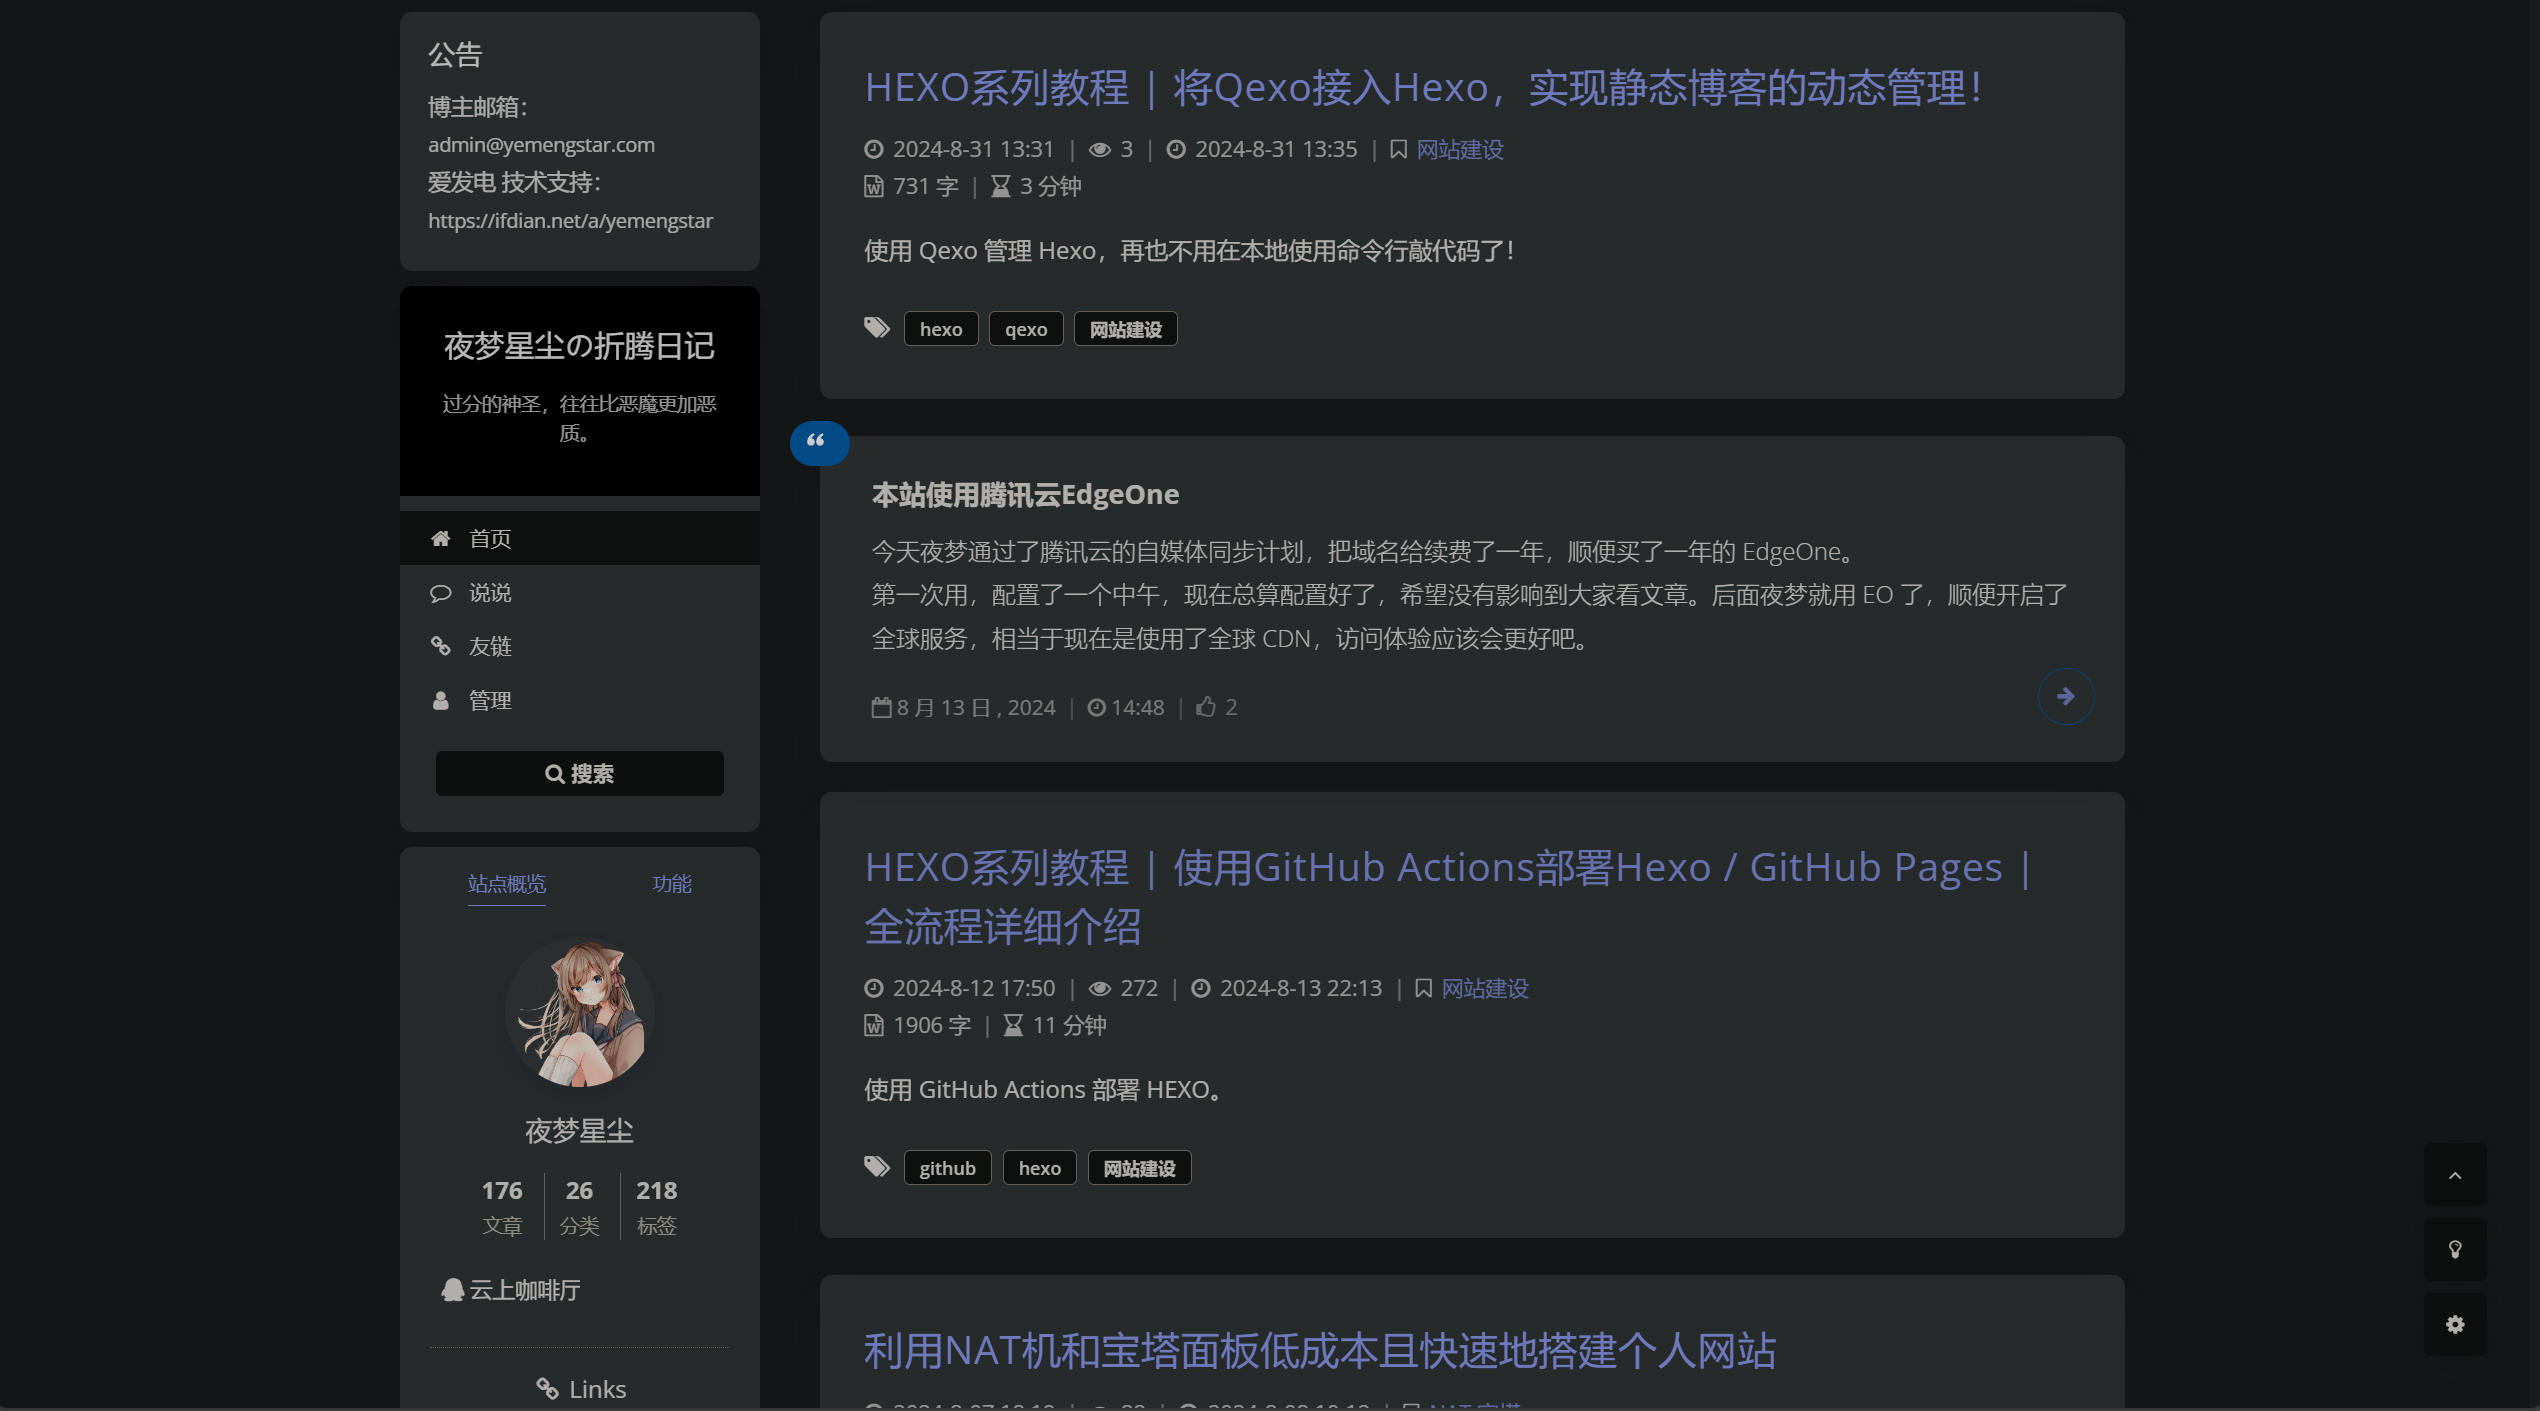 公告
博主邮箱：
admin@yemengstar.com
爱发电 技术支持：
https://ifdian.net/a/yemengstar
夜梦星尘の折腾日记
过分的神圣，往往比恶魔更加恶
质。
首页
说说
友链
管理
搜索
站点概览 功能
夜梦星尘
176 26 218
文章 分类 标签
云上咖啡厅
Links
HEXO系列教程 | 将Qexo接入Hexo，实现静态博客的动态管理！
2024-8-31 13:31 | 3 | 2024-8-31 13:35 | 网站建设
731 字 | 3 分钟
使用 Qexo 管理 Hexo，再也不用在本地使用命令行敲代码了！
hexo qexo 网站建设
本站使用腾讯云EdgeOne
今天夜梦通过了腾讯云的自媒体同步计划，把域名给续费了一年，顺便买了一年的 EdgeOne。
第一次用，配置了一个中午，现在总算配置好了，希望没有影响到大家看文章。后面夜梦就用 EO 了，顺便开启了
全球服务，相当于现在是使用了全球 CDN，访问体验应该会更好吧。
8 月 13 日 , 2024 | 14:48 | 2
HEXO系列教程 | 使用GitHub Actions部署Hexo / GitHub Pages |
全流程详细介绍
2024-8-12 17:50 | 272 | 2024-8-13 22:13 | 网站建设
1906 字 | 11 分钟
使用 GitHub Actions 部署 HEXO。
github hexo 网站建设
利用NAT机和宝塔面板低成本且快速地搭建个人网站